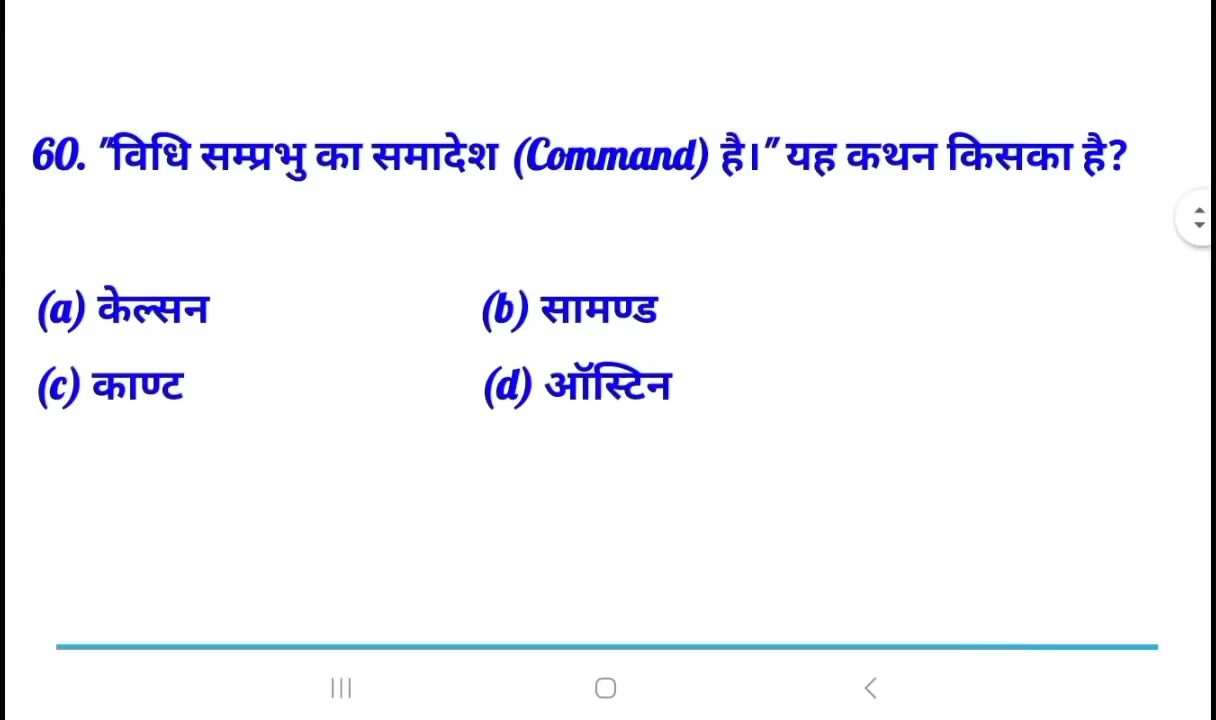 60. "विधि सम्प्रभु का समादेश (Command) है।" यह कथन किसका है?
(a) केल्सन (b) सामण्ड
(c) काण्ट (d) ऑस्टिन